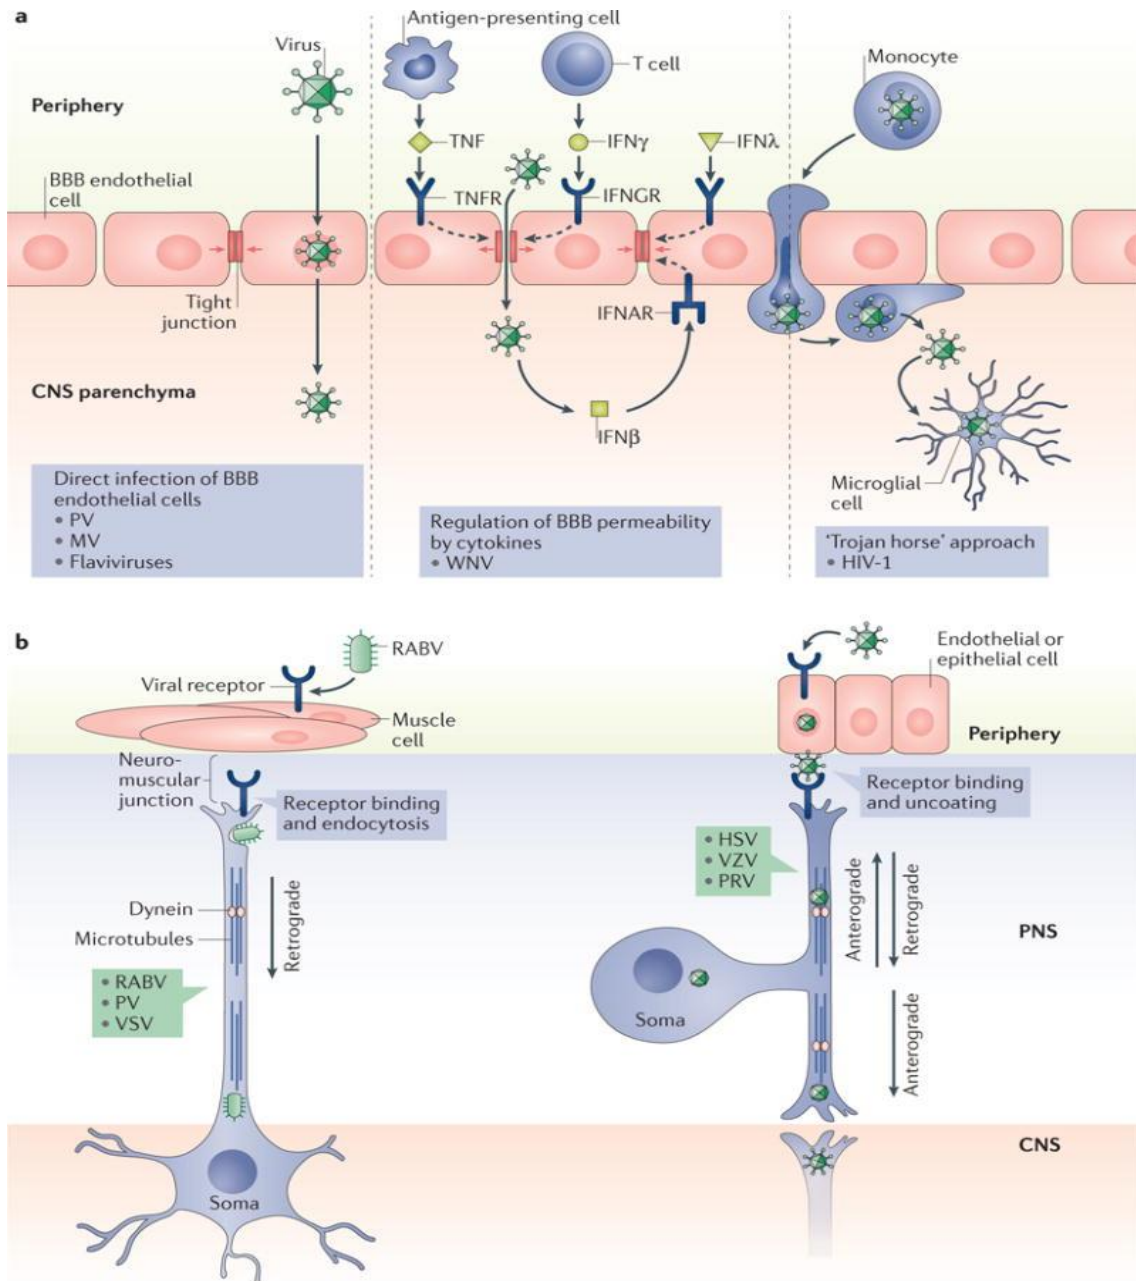 a
Antigen-presenting cell
Virus
T cell
Monocyte
Periphery
TNF
IFNγ
IFNλ
BBB endothelial
cell
TNFR
IFNGR
Tight
junction
IFNAR
CNS parenchyma
IFNβ
Microglial
cell
Direct infection of BBB
endothelial cells
• PV
• MV
• Flaviviruses
Regulation of BBB permeability
by cytokines
• WNV
'Trojan horse' approach
• HIV-1
b
RABV
Viral receptor
Muscle
cell
Neuro-
muscular
junction
Receptor binding
and endocytosis
Dynein
Microtubules
Retrograde
• RABV
• PV
• VSV
Soma
Endothelial or
epithelial cell
Periphery
Receptor binding
and uncoating
• HSV
• VZV
• PRV
Anterograde
Retrograde
PNS
Soma
Anterograde
CNS